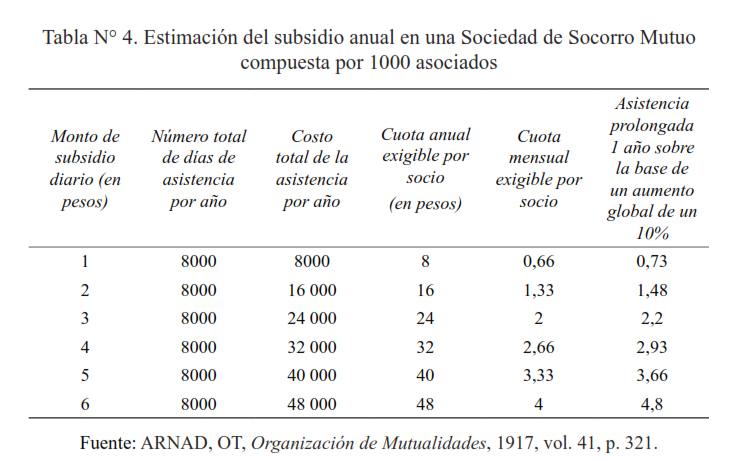 Tabla N° 4. Estimación del subsidio anual en una Sociedad de Socorro Mutuo
compuesta por 1000 asociados
Monto de subsidio diario (en pesos) Número total de días de asistencia por año Costo total de la asistencia por año Cuota anual exigible por socio (en pesos) Cuota mensual exigible por socio Asistencia prolongada 1 año sobre la base de un aumento global de un 10%
1 8000 8000 8 0,66 0,73
2 8000 16 000 16 1,33 1,48
3 8000 24 000 24 2 2,2
4 8000 32 000 32 2,66 2,93
5 8000 40 000 40 3,33 3,66
6 8000 48 000 48 4 4,8
Fuente: ARNAD, OT, Organización de Mutualidades, 1917, vol. 41, p. 321.